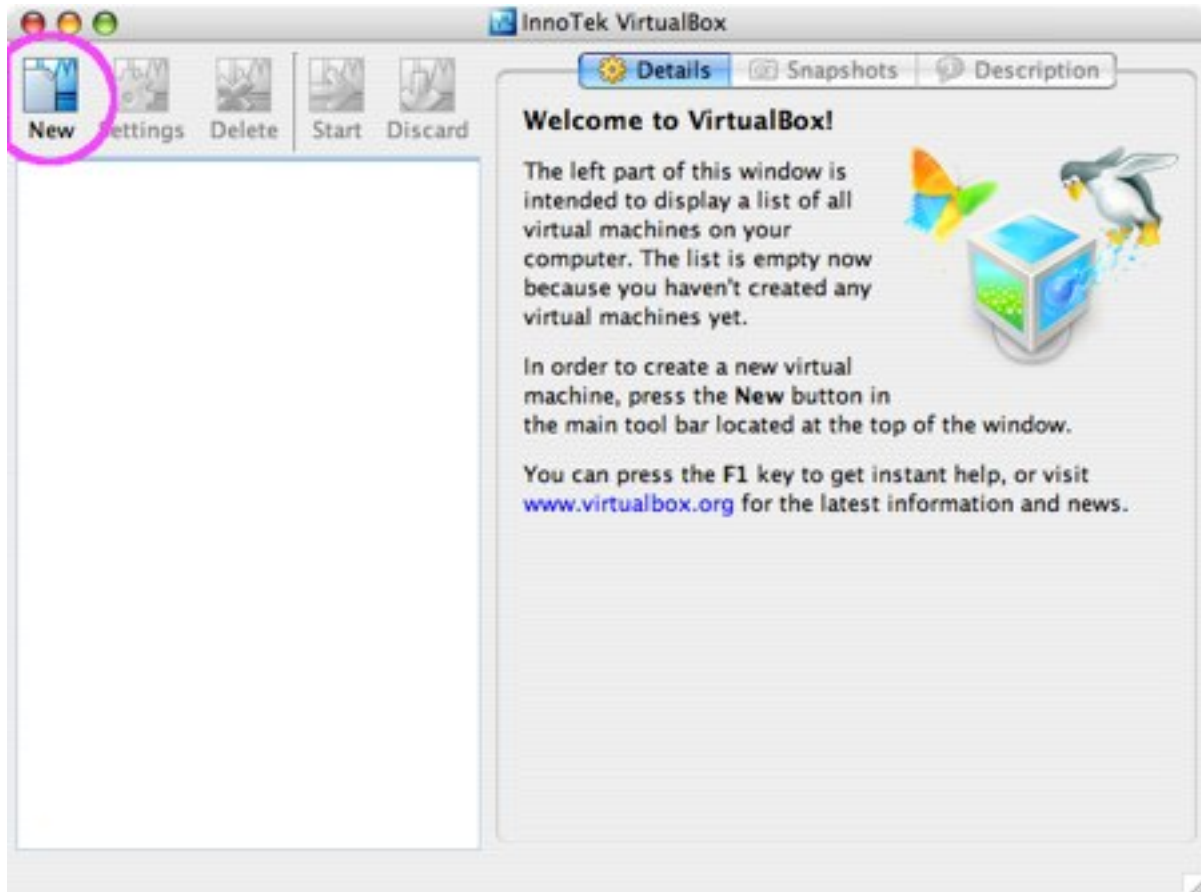 InnoTek VirtualBox
New Settings Delete Start Discard
Details Snapshots Description
Welcome to VirtualBox!
The left part of this window is
intended to display a list of all
virtual machines on your
computer. The list is empty now
because you haven't created any
virtual machines yet.
In order to create a new virtual
machine, press the New button in
the main tool bar located at the top of the window.
You can press the F1 key to get instant help, or visit
www.virtualbox.org for the latest information and news.